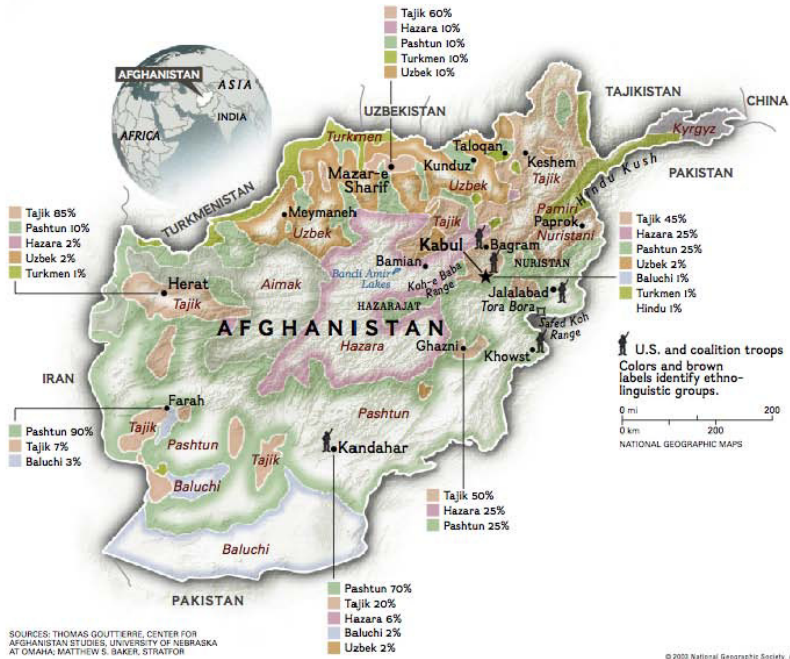 Tajik 60%
Hazara 10%
Pashtun 10%
Turkmen 10%
Uzbek 10%
AFGHANISTAN
ASIA
INDIA
AFRICA
UZBEKISTAN
TAJIKISTAN
CHINA
Turkmen
Taloqan
Kunduz
Keshem
Kyrgyz
Mazar-e
Sharif
Uzbek
Tajik
Hindu Kush
PAKISTAN
TURKMENISTAN
Meymaneh
Uzbek
Tajik
Pamiri
Paprok
Nuristani
Tajik 85%
Pashtun 10%
Hazara 2%
Uzbek 2%
Turkmen 1%
Kabul
Bagram
NURISTAN
Tajik 45%
Hazara 25%
Pashtun 25%
Uzbek 2%
Baluchi 1%
Turkmen 1%
Hindu 1%
Herat
Tajik
Aimak
Bamian
Band-i Amir
Lakes
Koh-e Baba
Range
Jalalabad
Tora Bora
HAZARAJAT
Safed Koh
Range
AFGHANISTAN
Hazara
Ghazni
Khowst
U.S. and coalition troops
Colors and brown
labels identify ethno-
linguistic groups.
0 mi 200
0 km 200
NATIONAL GEOGRAPHIC MAPS
IRAN
Farah
Pashtun
Pashtun 90%
Tajik 7%
Baluchi 3%
Tajik
Pashtun
Tajik
Kandahar
Baluchi
Tajik 50%
Hazara 25%
Pashtun 25%
Baluchi
PAKISTAN
Pashtun 70%
Tajik 20%
Hazara 6%
Baluchi 2%
Uzbek 2%
SOURCES: THOMAS GOUTTIERRE, CENTER FOR
AFGHANISTAN STUDIES, UNIVERSITY OF NEBRASKA
AT OMAHA; MATTHEW S. BAKER, STRATFOR
© 2003 National Geographic Society